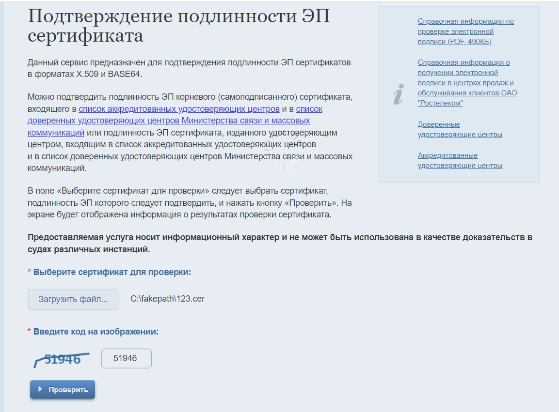 Подтверждение подлинности ЭП
сертификата
Данный сервис предназначен для подтверждения подлинности ЭП сертификатов
в форматах X.509 и BASE64.
Можно подтвердить подлинность ЭП корневого (самописанного) сертификата,
входящего в список аккредитованных удостоверяющих центров и в список
доверенных удостоверяющих центров Министерства связи и массовых
коммуникаций или подлинность ЭП сертификата, изданного удостоверяющим
центром, входящим в список аккредитованных удостоверяющих центров
и в список доверенных удостоверяющих центров Министерства связи и массовых
коммуникаций.
В поле «Выберите сертификат для проверки» следует выбрать сертификат,
подлинность ЭП которого следует подтвердить, и нажать кнопку «Проверить». На
экране будет отображена информация о результатах проверки сертификата.
Предоставляемая услуга носит информационный характер и не может быть использована в качестве доказательств в
судах различных инстанций.
* Выберите сертификат для проверки:
Загрузить файл... C:\fakepath\123.cer
* Введите код на изображении:
51946 51946
Проверить
Справочная информация по
проверке электронной
подписи (PDF, 490КБ)
Справочная информация о
получении электронной
подписи в центрах продаж и
обслуживания клиентов ОАО
"Ростелеком"
Доверенные
удостоверяющие центры
Аккредитованные
удостоверяющие центры